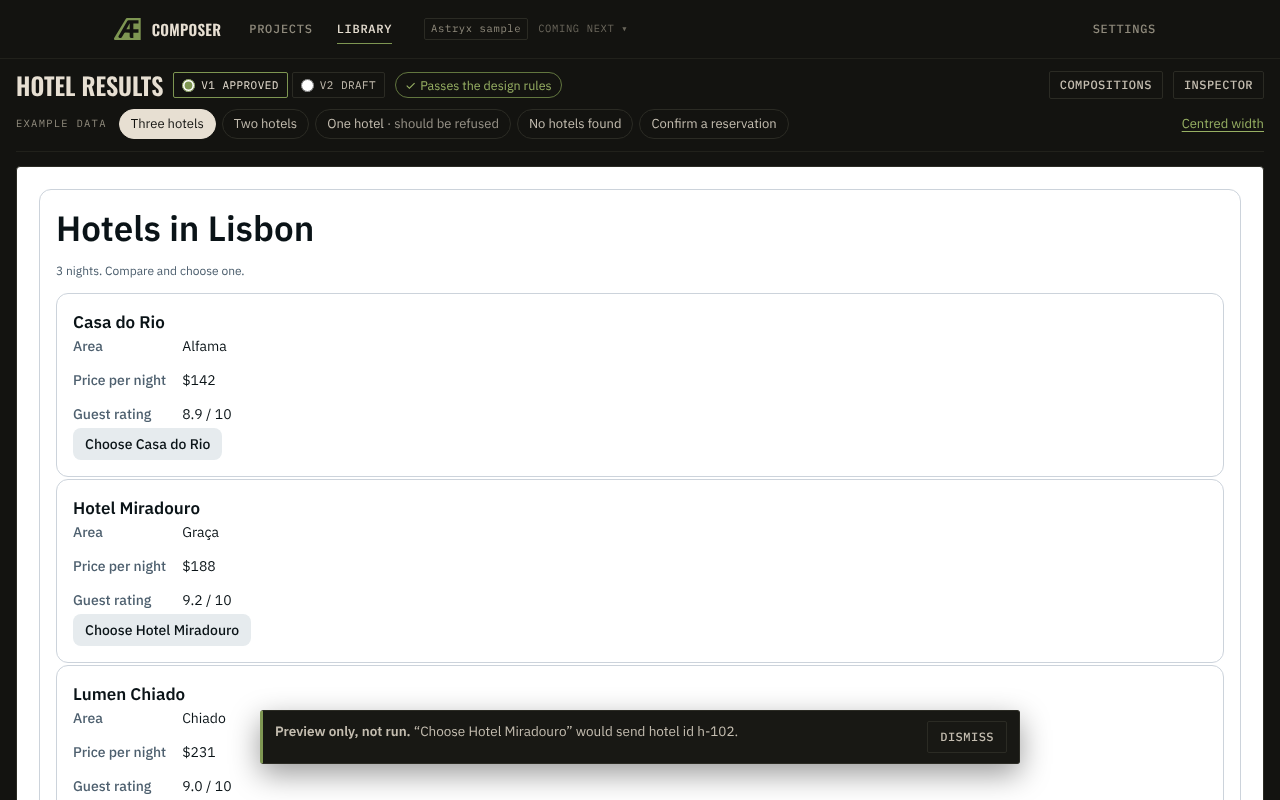 Æ COMPOSER PROJECTS LIBRARY Astryx sample COMING NEXT ▾ SETTINGS
HOTEL RESULTS V1 APPROVED V2 DRAFT ✓ Passes the design rules COMPOSITIONS INSPECTOR
EXAMPLE DATA Three hotels Two hotels One hotel · should be refused No hotels found Confirm a reservation Centred width
Hotels in Lisbon
3 nights. Compare and choose one.
Casa do Rio
Area Alfama
Price per night $142
Guest rating 8.9 / 10
Choose Casa do Rio
Hotel Miradouro
Area Graça
Price per night $188
Guest rating 9.2 / 10
Choose Hotel Miradouro
Lumen Chiado
Area Chiado
Price per night $231
Guest rating 9.0 / 10
Preview only, not run. “Choose Hotel Miradouro” would send hotel id h-102. DISMISS